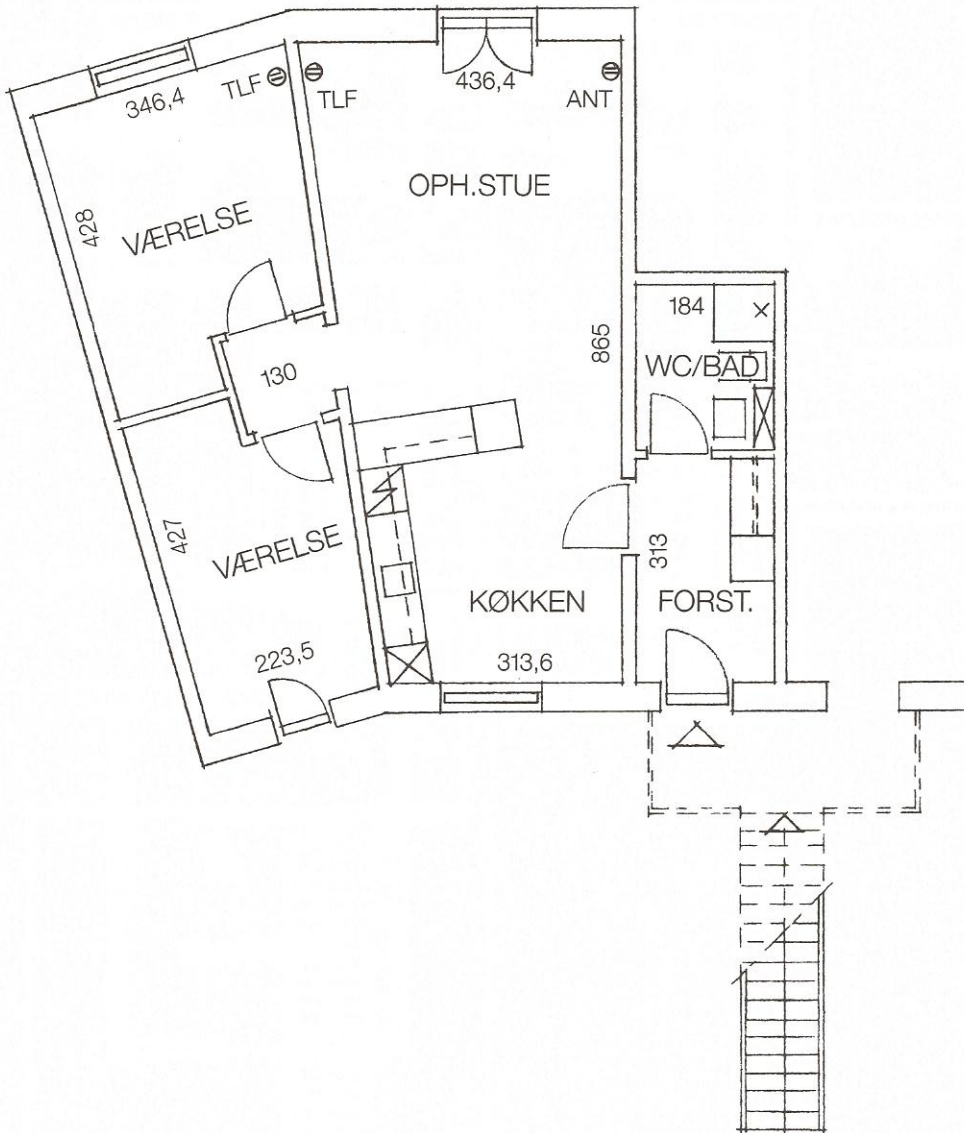 346,4
TLF
TLF
436,4
ANT
OPH.STUE
428
VÆRELSE
184
865
WC/BAD
130
427
VÆRELSE
313
KØKKEN
FORST.
223,5
313,6